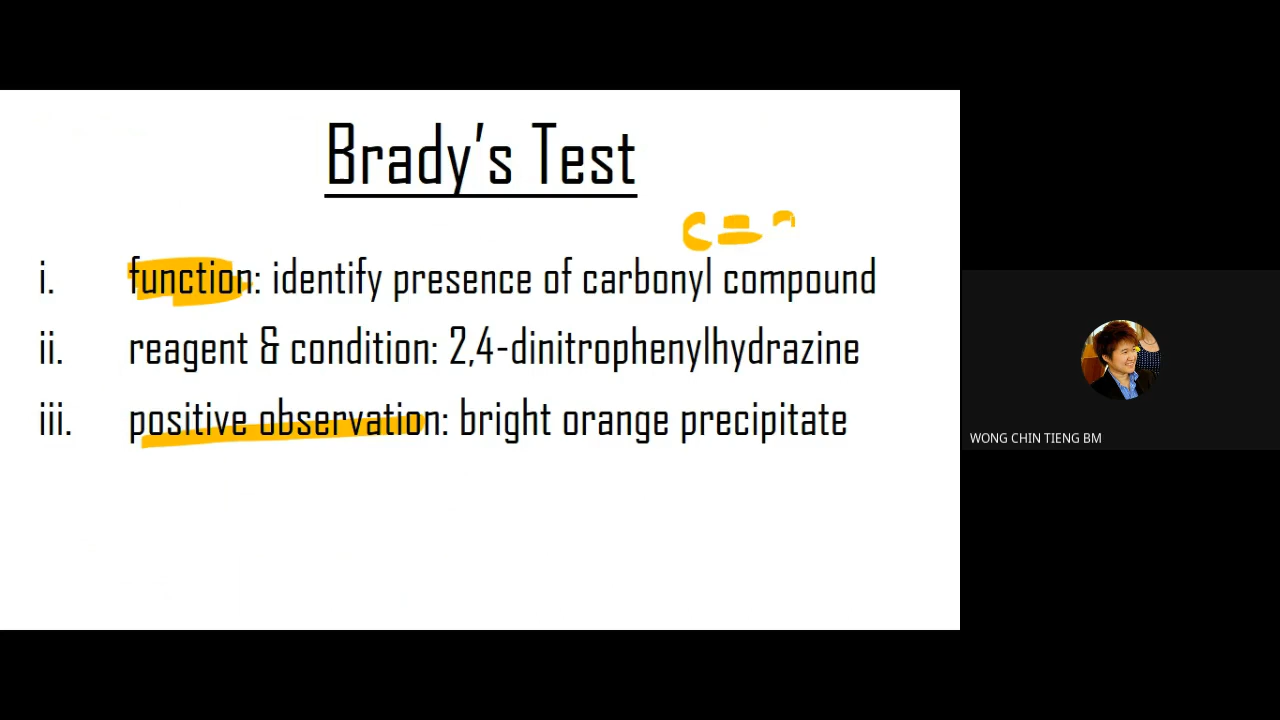 Brady's Test
C =
i. function: identify presence of carbonyl compound
ii. reagent & condition: 2,4-dinitrophenylhydrazine
iii. positive observation: bright orange precipitate
WONG CHIN TIENG BM